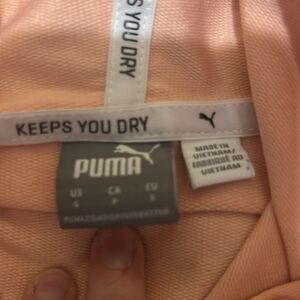 S YOU DRY
KEEPS YOU DRY
PUMA
US CA EU
S P S
MADE IN
VIETNAM/
FABRIQUÉ AU
VIETNAM